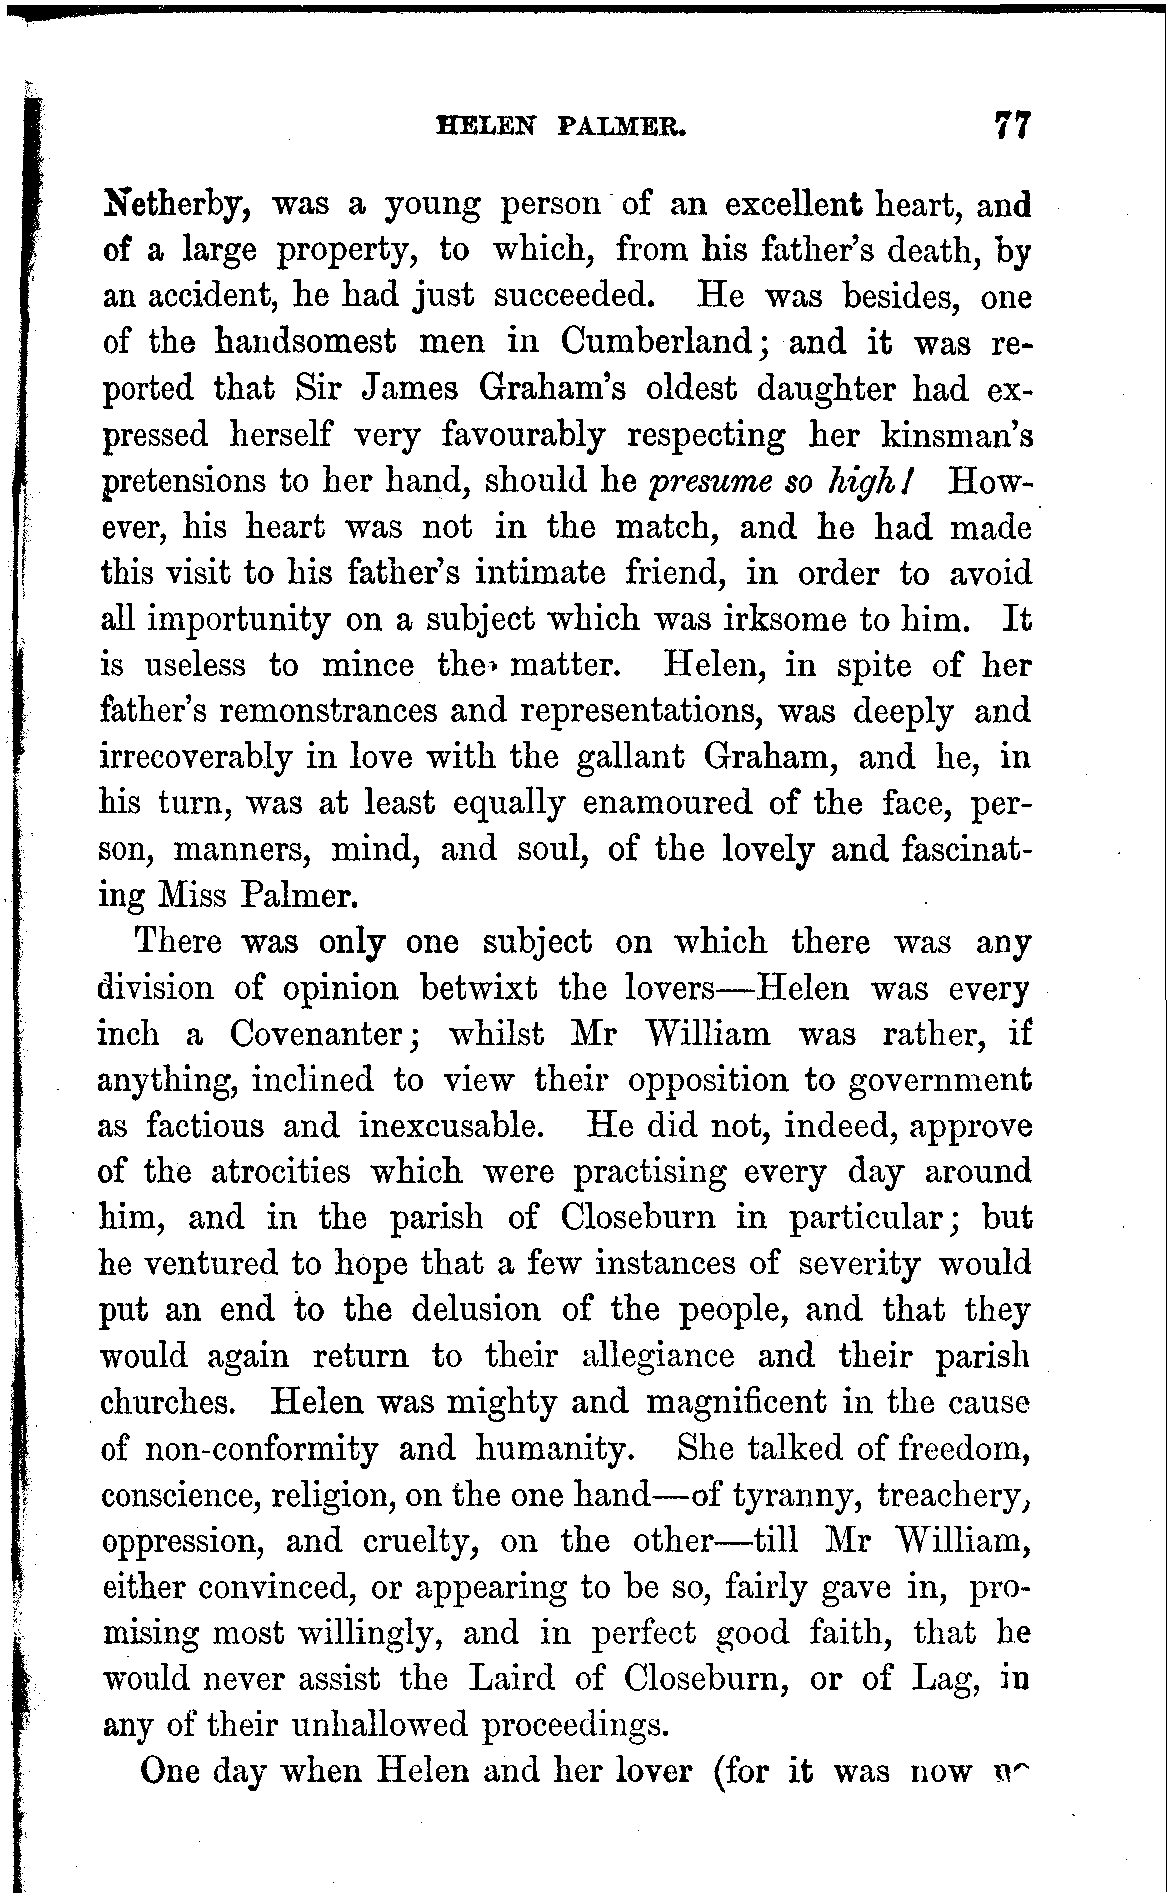 HELEN PALMER. 77
Netherby, was a young person of an excellent heart, and
of a large property, to which, from his father's death, by
an accident, he had just succeeded. He was besides, one
of the handsomest men in Cumberland; and it was re-
ported that Sir James Graham's oldest daughter had ex-
pressed herself very favourably respecting her kinsman's
pretensions to her hand, should he presume so high! How-
ever, his heart was not in the match, and he had made
this visit to his father's intimate friend, in order to avoid
all importunity on a subject which was irksome to him. It
is useless to mince the matter. Helen, in spite of her
father's remonstrances and representations, was deeply and
irrecoverably in love with the gallant Graham, and he, in
his turn, was at least equally enamoured of the face, per-
son, manners, mind, and soul, of the lovely and fascinat-
ing Miss Palmer.
There was only one subject on which there was any
division of opinion betwixt the lovers—Helen was every
inch a Covenanter; whilst Mr William was rather, if
anything, inclined to view their opposition to government
as factious and inexcusable. He did not, indeed, approve
of the atrocities which were practising every day around
him, and in the parish of Closeburn in particular; but
he ventured to hope that a few instances of severity would
put an end to the delusion of the people, and that they
would again return to their allegiance and their parish
churches. Helen was mighty and magnificent in the cause
of non-conformity and humanity. She talked of freedom,
conscience, religion, on the one hand—of tyranny, treachery,
oppression, and cruelty, on the other—till Mr William,
either convinced, or appearing to be so, fairly gave in, pro-
mising most willingly, and in perfect good faith, that he
would never assist the Laird of Closeburn, or of Lag, in
any of their unhallowed proceedings.
One day when Helen and her lover (for it was now